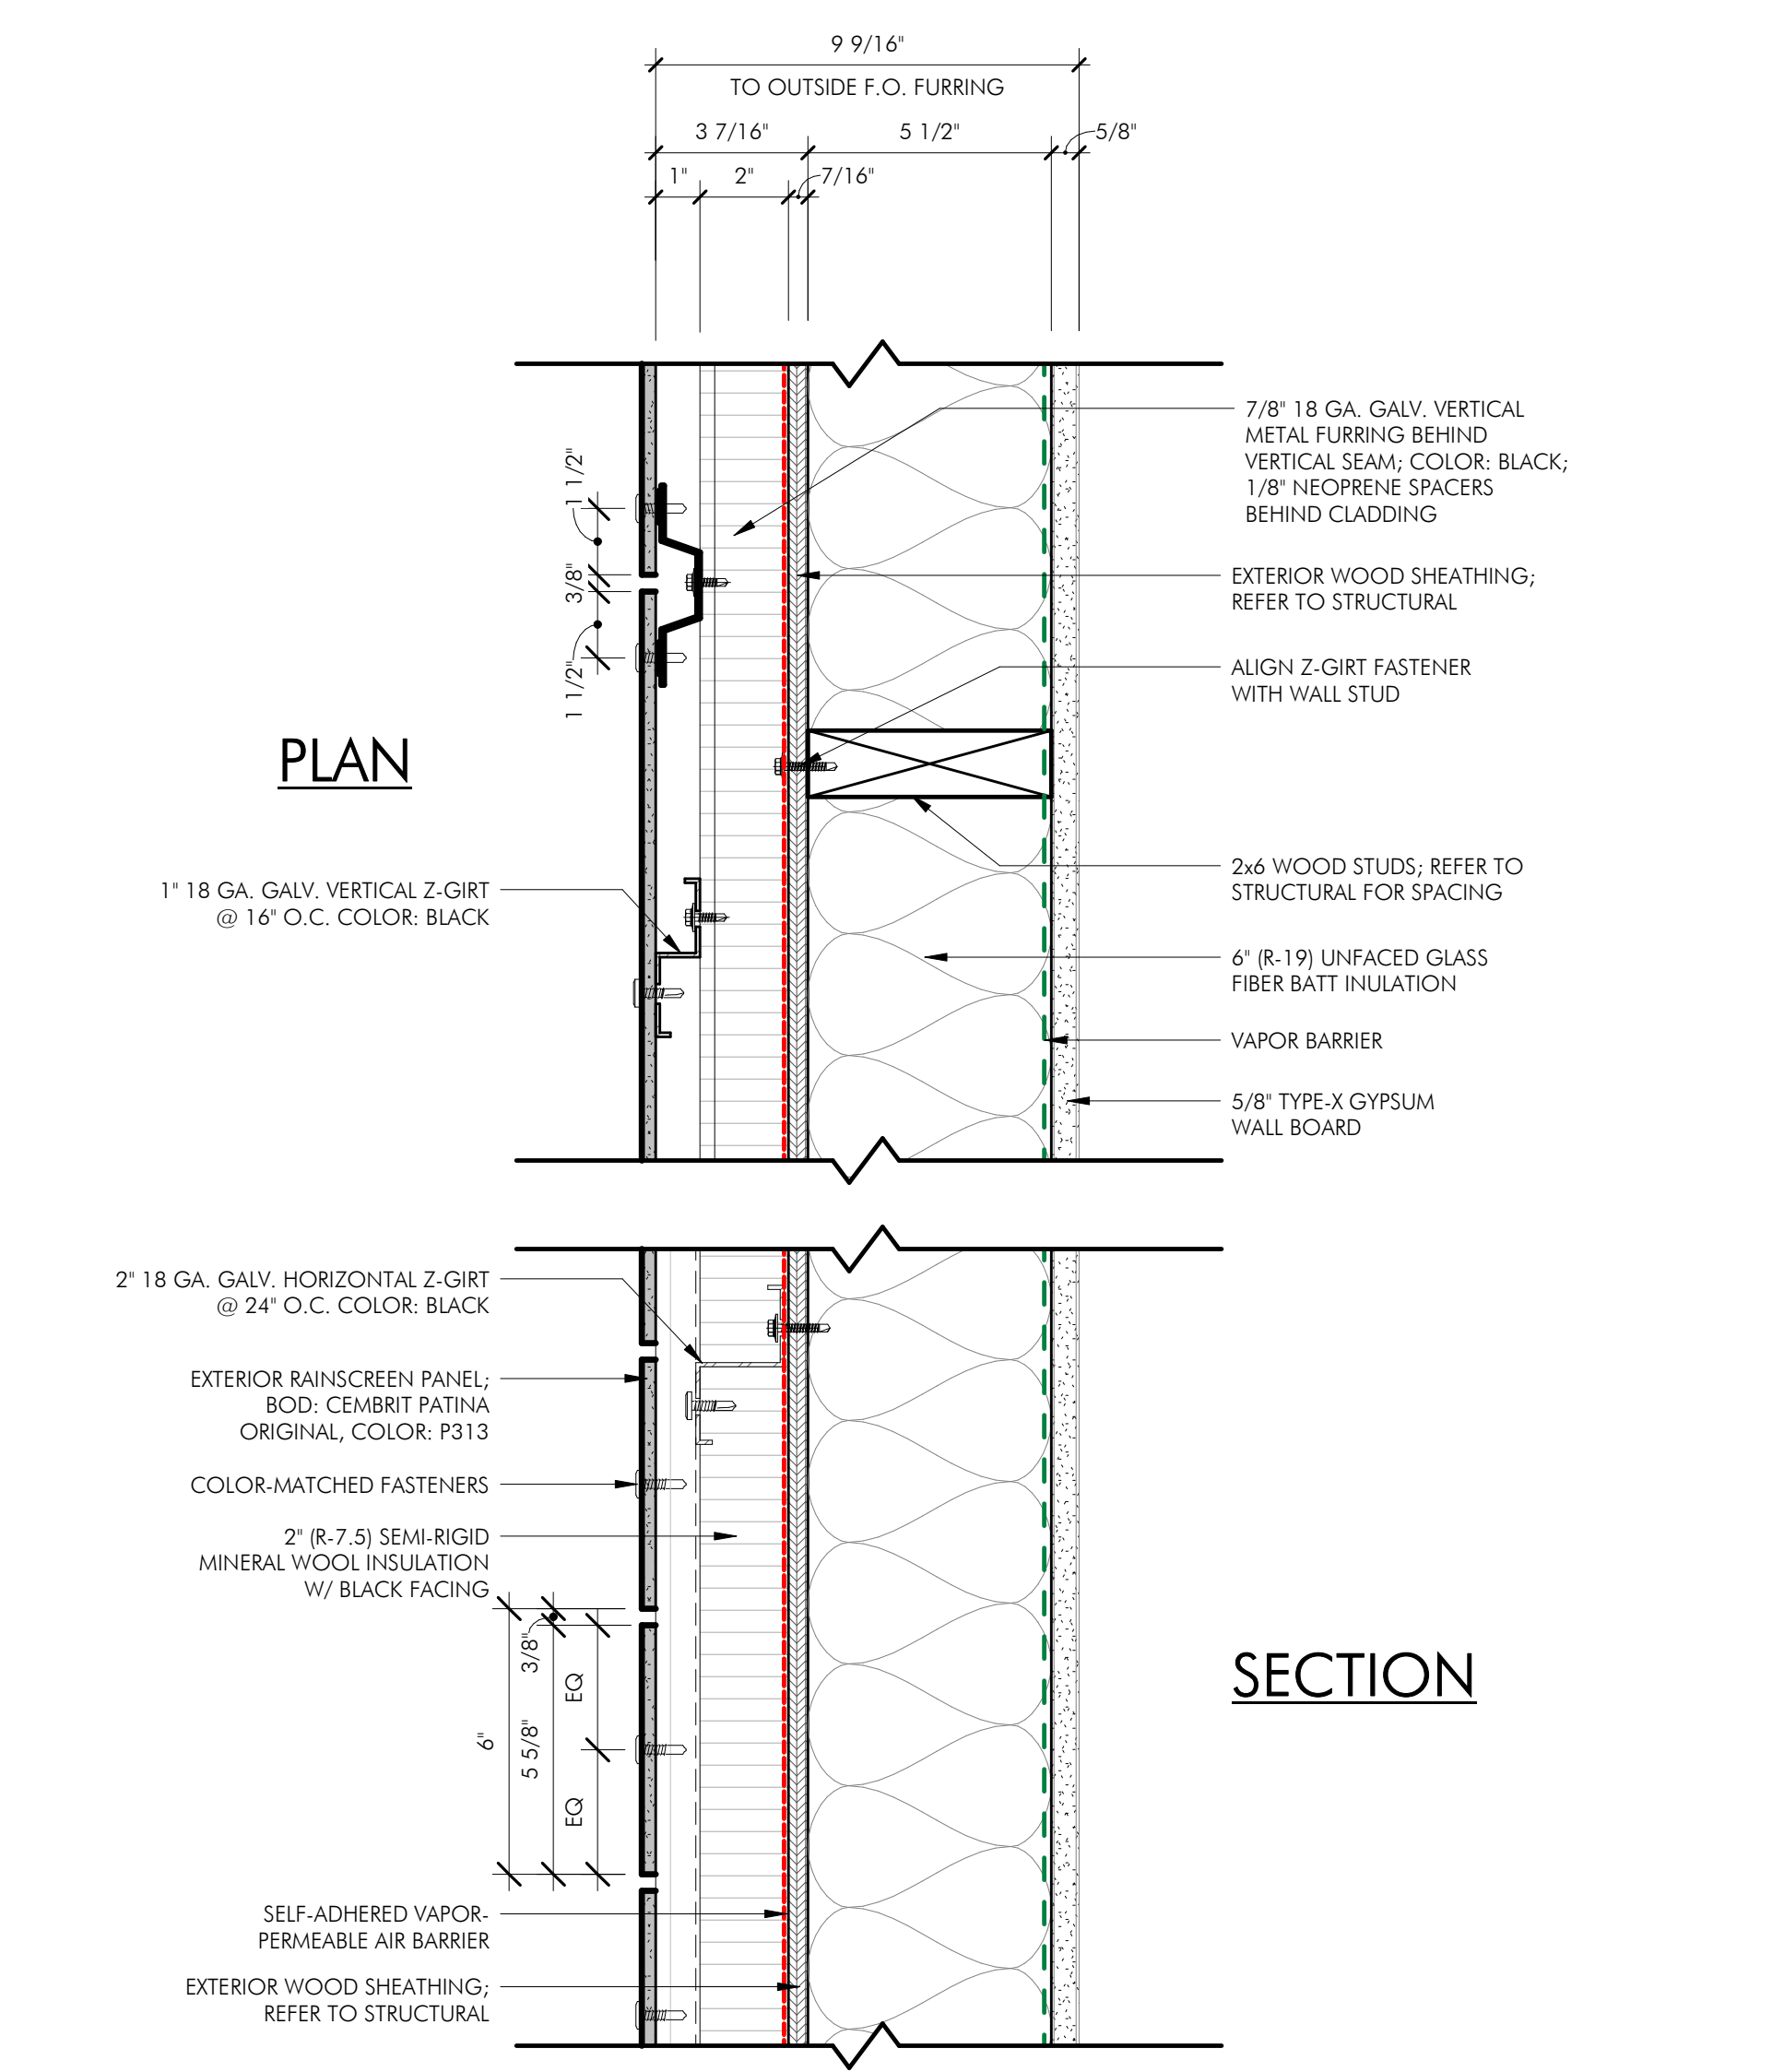 9 9/16"
TO OUTSIDE F.O. FURRING
3 7/16"
5 1/2"
5/8"
1"
2"
7/16"
7/8" 18 GA. GALV. VERTICAL
METAL FURRING BEHIND
VERTICAL SEAM; COLOR: BLACK;
1/8" NEOPRENE SPACERS
BEHIND CLADDING
1 1/2"
3/8"
1 1/2"
EXTERIOR WOOD SHEATHING;
REFER TO STRUCTURAL
ALIGN Z-GIRT FASTENER
WITH WALL STUD
PLAN
2x6 WOOD STUDS; REFER TO
STRUCTURAL FOR SPACING
1" 18 GA. GALV. VERTICAL Z-GIRT
@ 16" O.C. COLOR: BLACK
6" (R-19) UNFACED GLASS
FIBER BATT INULATION
VAPOR BARRIER
5/8" TYPE-X GYPSUM
WALL BOARD
2" 18 GA. GALV. HORIZONTAL Z-GIRT
@ 24" O.C. COLOR: BLACK
EXTERIOR RAINSCREEN PANEL;
BOD: CEMBRIT PATINA
ORIGINAL, COLOR: P313
COLOR-MATCHED FASTENERS
2" (R-7.5) SEMI-RIGID
MINERAL WOOL INSULATION
W/ BLACK FACING
3/8"
EQ
6"
5 5/8"
EQ
SECTION
SELF-ADHERED VAPOR-
PERMEABLE AIR BARRIER
EXTERIOR WOOD SHEATHING;
REFER TO STRUCTURAL